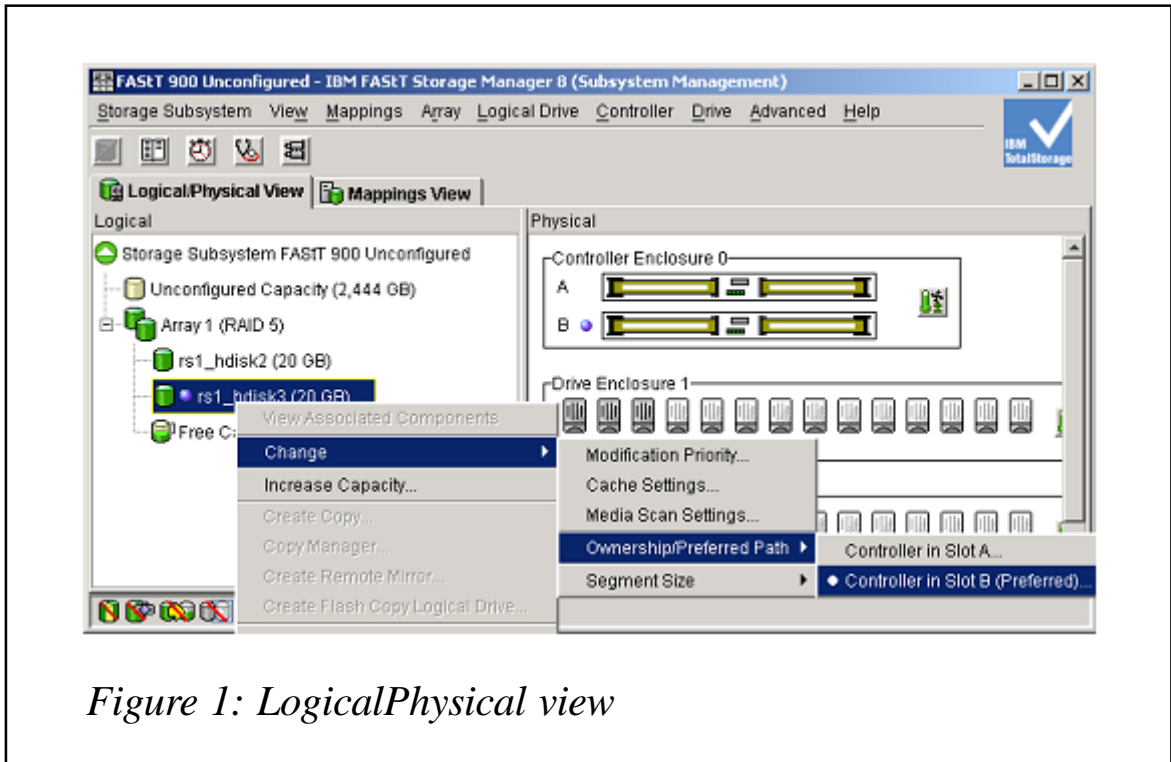 FAStT 900 Unconfigured - IBM FAStT Storage Manager 8 (Subsystem Management)
Storage Subsystem View Mappings Array Logical Drive Controller Drive Advanced Help
IBM
TotalStorage
Logical/Physical View Mappings View
Logical
Storage Subsystem FAStT 900 Unconfigured
Unconfigured Capacity (2,444 GB)
Array 1 (RAID 5)
rs1_hdisk2 (20 GB)
rs1_hdisk3 (20 GB)
Free
Physical
Controller Enclosure 0
A
B
Drive Enclosure 1
View Associated Components
Change
Increase Capacity...
Create Copy...
Copy Manager...
Create Remote Mirror...
Create Flash Copy Logical Drive...
Modification Priority...
Cache Settings...
Media Scan Settings...
Ownership/Preferred Path
Segment Size
Controller in Slot A...
Controller in Slot B (Preferred)...
Figure 1: LogicalPhysical view